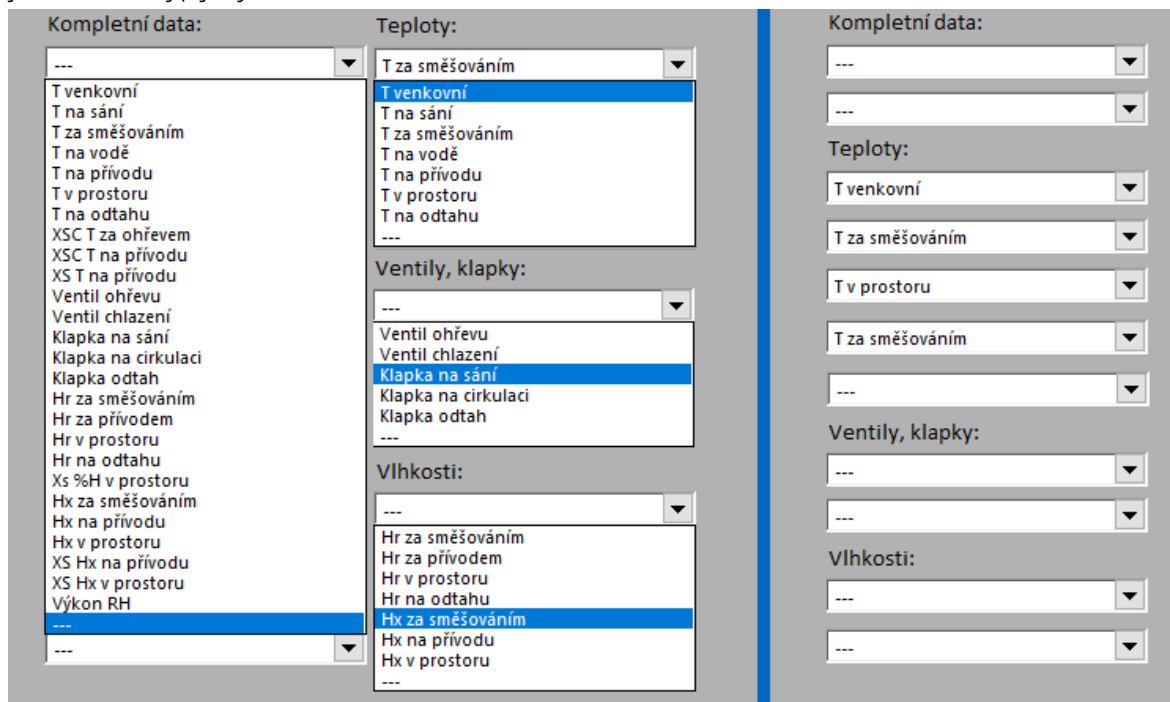 Kompletní data:
---
T venkovní
T na sání
T za směšováním
T na vodě
T na přívodu
T v prostoru
T na odtahu
XSC T za ohřevem
XSC T na přívodu
XS T na přívodu
Ventil ohřevu
Ventil chlazení
Klapka na sání
Klapka na cirkulaci
Klapka odtah
Hr za směšováním
Hr za přívodem
Hr v prostoru
Hr na odtahu
Xs %H v prostoru
Hx za směšováním
Hx na přívodu
Hx v prostoru
XS Hx na přívodu
XS Hx v prostoru
Výkon RH
---
---
Teploty:
T za směšováním
T venkovní
T na sání
T za směšováním
T na vodě
T na přívodu
T v prostoru
T na odtahu
---
Ventily, klapky:
---
Ventil ohřevu
Ventil chlazení
Klapka na sání
Klapka na cirkulaci
Klapka odtah
---
Vlhkosti:
---
Hr za směšováním
Hr za přívodem
Hr v prostoru
Hr na odtahu
Hx za směšováním
Hx na přívodu
Hx v prostoru
---
Kompletní data:
---
---
Teploty:
T venkovní
T za směšováním
T v prostoru
T za směšováním
---
Ventily, klapky:
---
---
Vlhkosti:
---
---